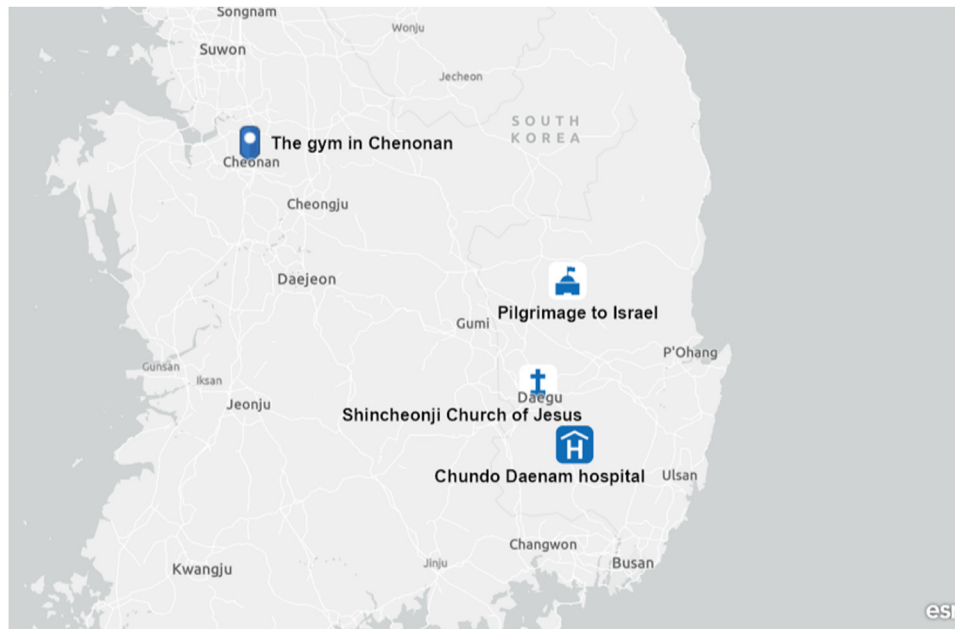 Songnam
Wonju
Suwon
Jecheon
SOUTH
KOREA
The gym in Chenonan
Cheonan
Cheongju
Daejeon
Pilgrimage to Israel
Gumi
P'Ohang
Gunsan
Iksan
Daegu
Jeonju
Shincheonji Church of Jesus
H
Chundo Daenam hospital
Ulsan
Changwon
Jinju
Busan
Kwangju